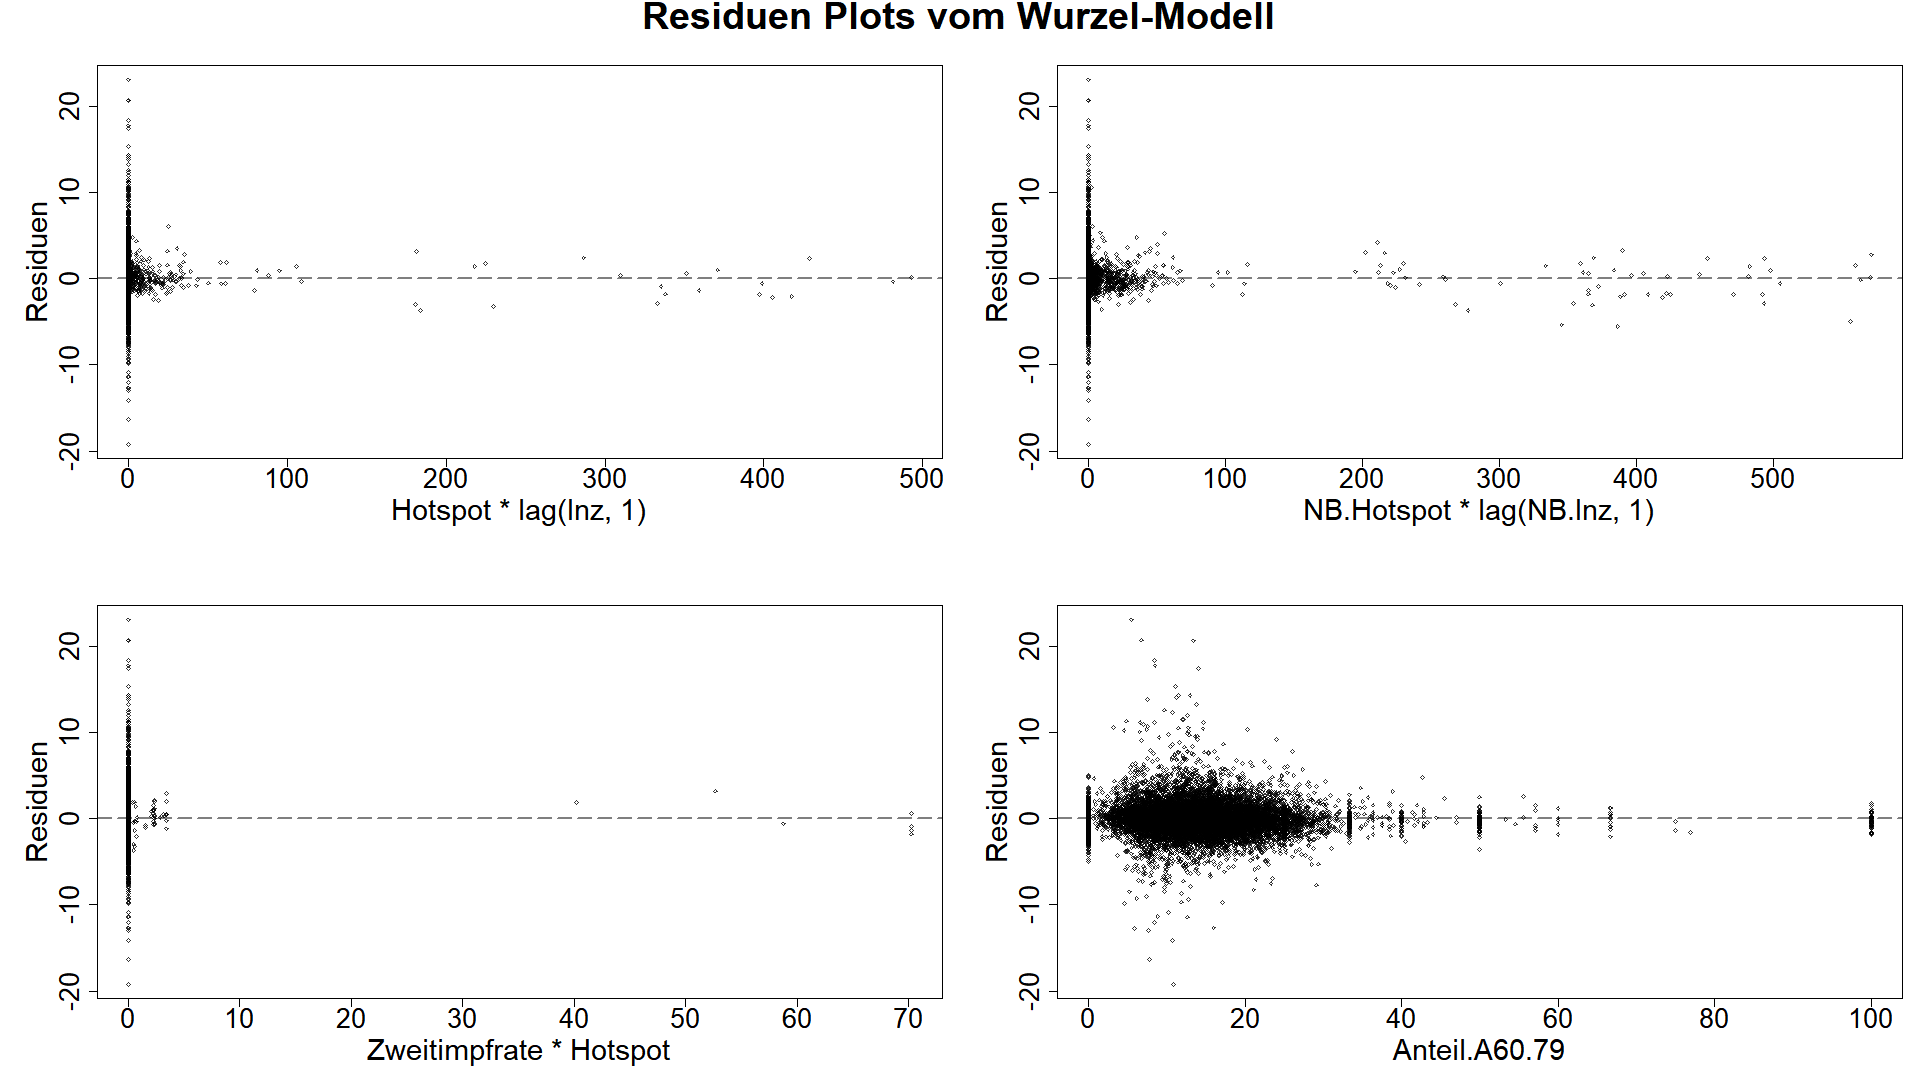 Residuen Plots vom Wurzel-Modell
Residuen
20
10
0
-10
-20
0 100 200 300 400 500
Hotspot * lag(Inz, 1)
Residuen
20
10
0
-10
-20
0 100 200 300 400 500
NB.Hotspot * lag(NB.Inz, 1)
Residuen
20
10
0
-10
-20
0 10 20 30 40 50 60 70
Zweitimpfrate * Hotspot
Residuen
20
10
0
-10
-20
0 20 40 60 80 100
Anteil.A60.79